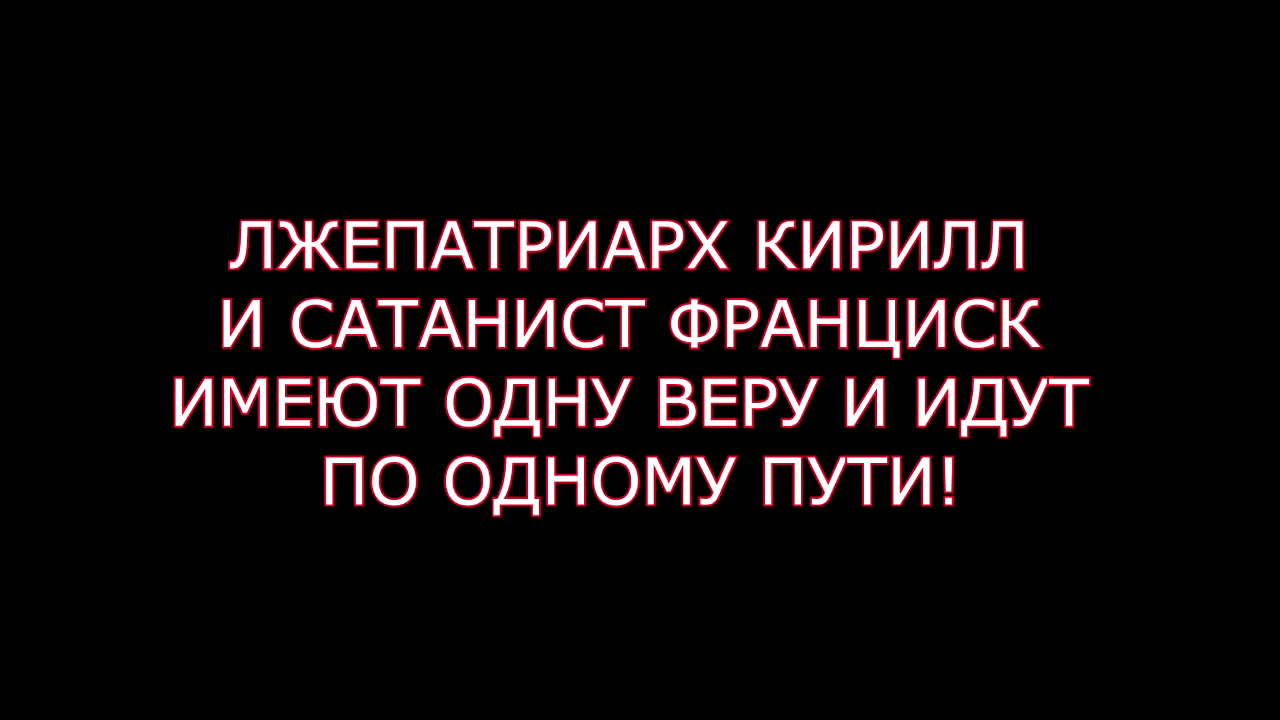 ЛЖЕПАТРИАРХ КИРИЛЛ
И САТАНИСТ ФРАНЦИСК
ИМЕЮТ ОДНУ ВЕРУ И ИДУТ
ПО ОДНОМУ ПУТИ!